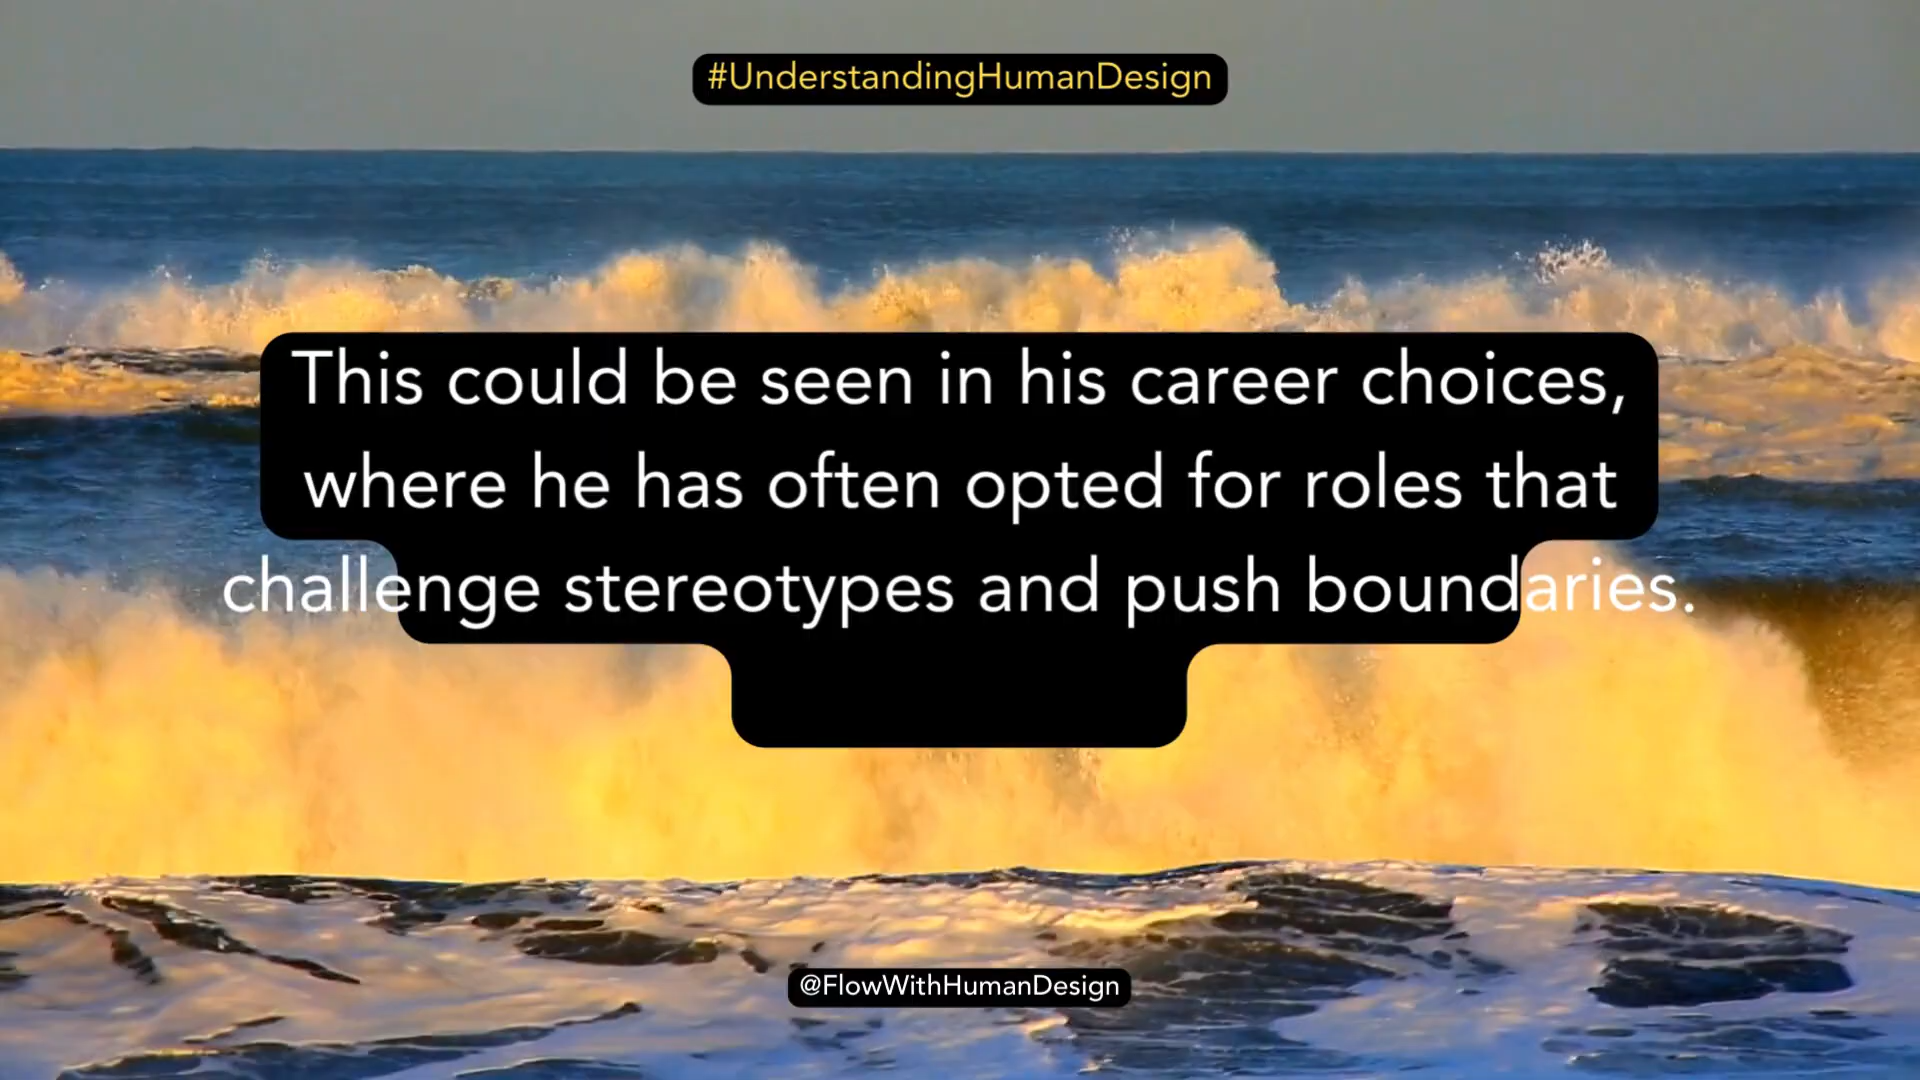 #UnderstandingHumanDesign
This could be seen in his career choices,
where he has often opted for roles that
challenge stereotypes and push boundaries.
@FlowWithHumanDesign